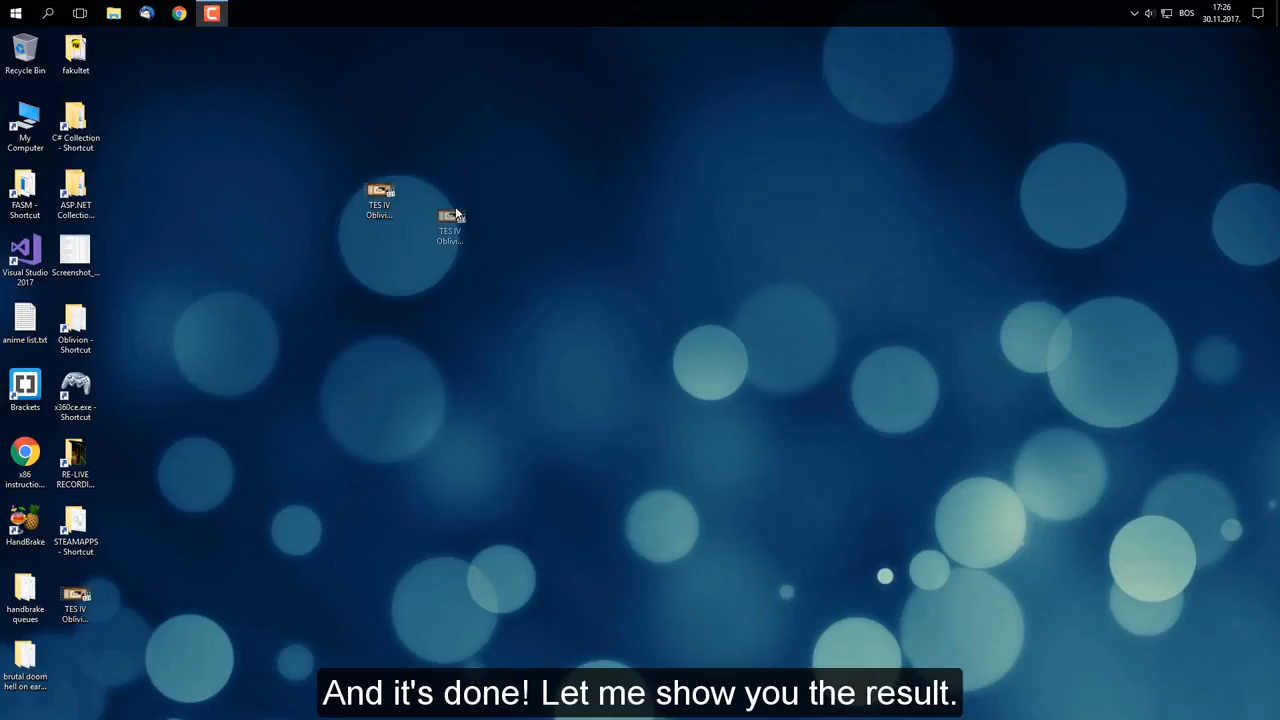 17:26
BOS
30.11.2017.
Recycle Bin
fakultet
My
Computer
C# Collection
- Shortcut
FASM -
Shortcut
ASP.NET
Collectio...
TES IV
Oblivi...
TES IV
Oblivi...
Visual Studio
2017
Screenshot_...
anime list.txt
Oblivion -
Shortcut
Brackets
x360ce.exe -
Shortcut
x86
instructio...
RE-LIVE
RECORDI...
HandBrake
STEAMAPPS
- Shortcut
handbrake
queues
TES IV
Oblivi...
brutal doom
hell on ear...
And it's done! Let me show you the result.